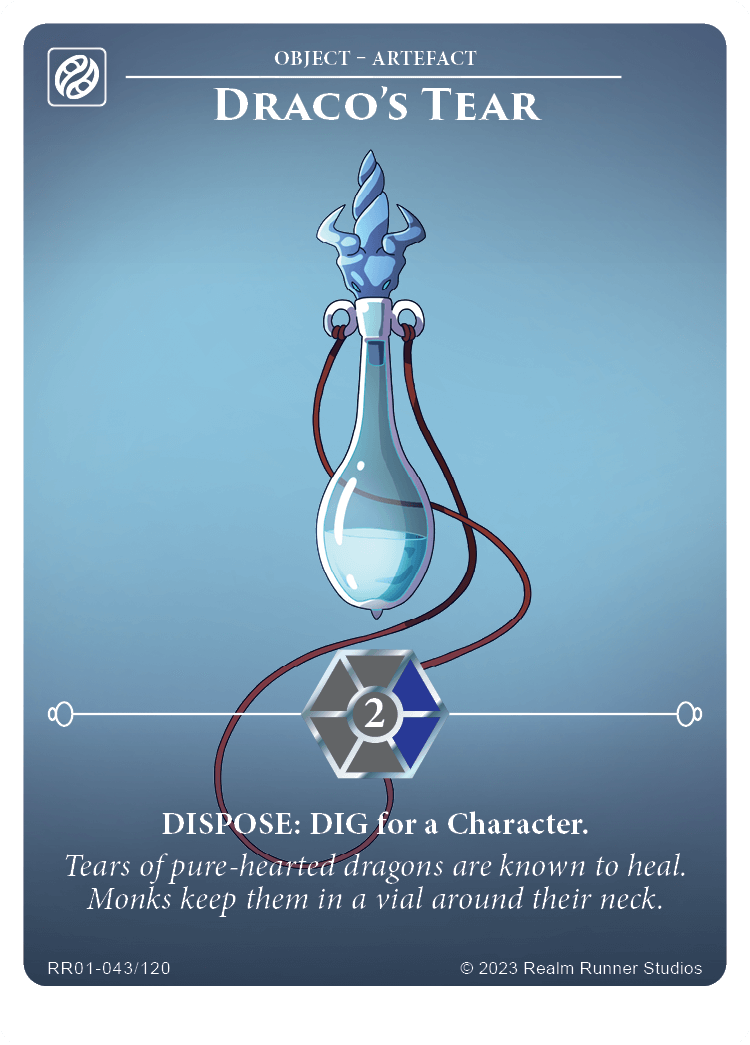 OBJECT – ARTEFACT
DRACO'S TEAR
2
DISPOSE: DIG for a Character.
Tears of pure-hearted dragons are known to heal.
Monks keep them in a vial around their neck.
RR01-043/120
© 2023 Realm Runner Studios